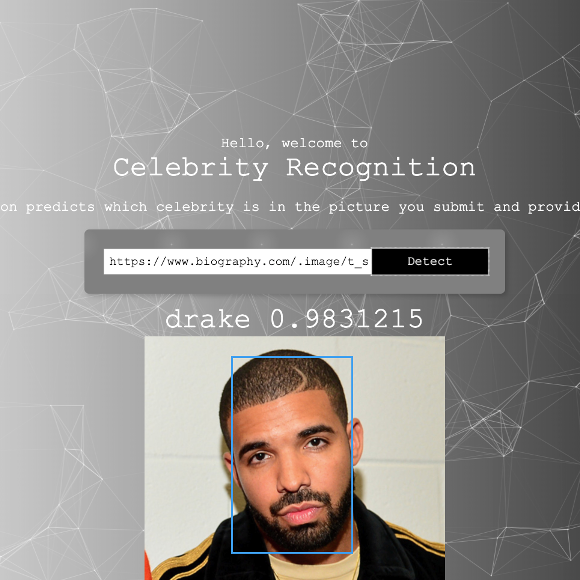 Hello, welcome to
Celebrity Recognition
on predicts which celebrity is in the picture you submit and provid
https://www.biography.com/.image/t_s
Detect
drake 0.9831215